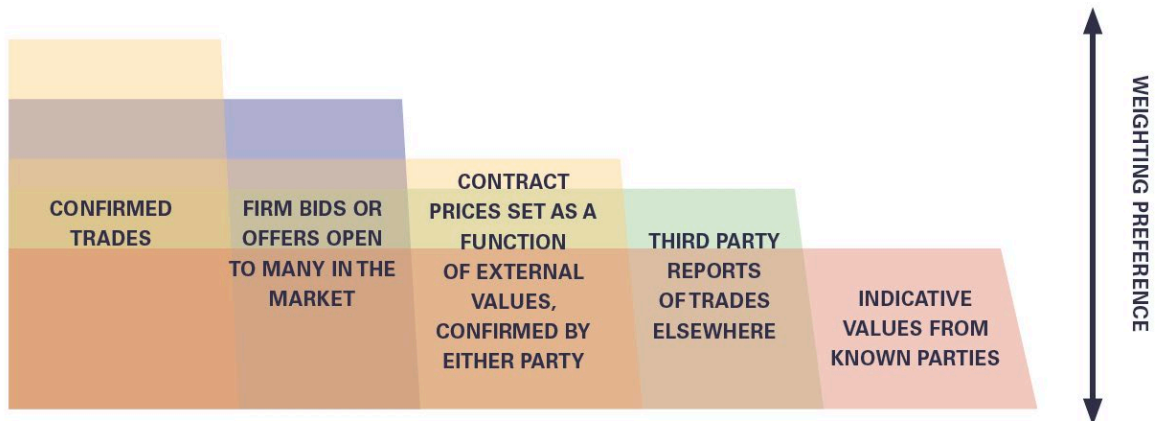 CONFIRMED
TRADES
FIRM BIDS OR
OFFERS OPEN
TO MANY IN THE
MARKET
CONTRACT
PRICES SET AS A
FUNCTION
OF EXTERNAL
VALUES,
CONFIRMED BY
EITHER PARTY
THIRD PARTY
REPORTS
OF TRADES
ELSEWHERE
INDICATIVE
VALUES FROM
KNOWN PARTIES
WEIGHTING PREFERENCE